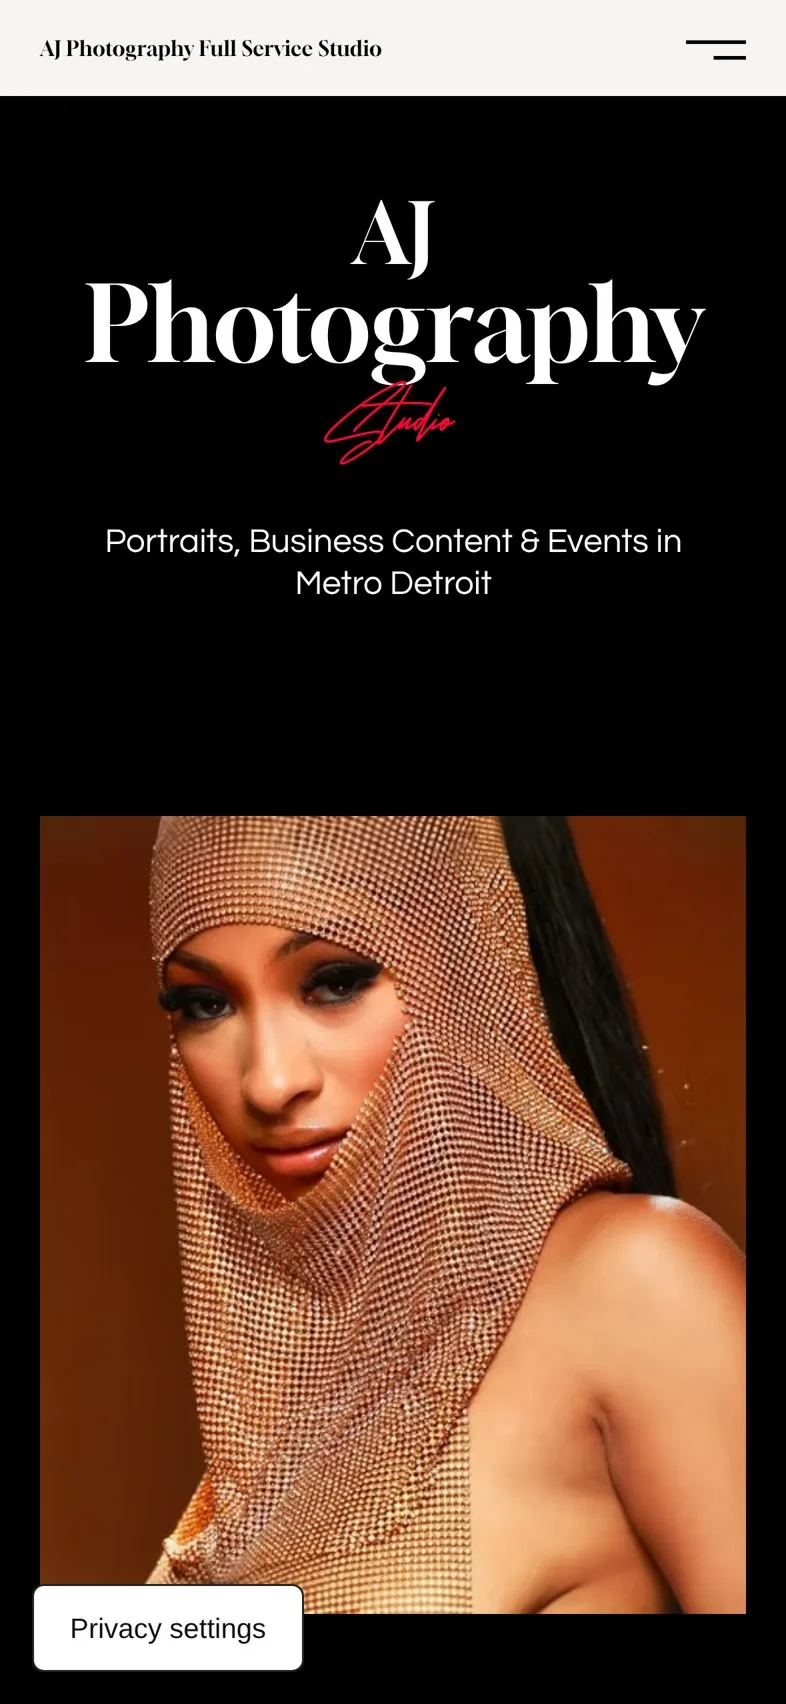 AJ Photography Full Service Studio
AJ
Photography
Studio
Portraits, Business Content & Events in
Metro Detroit
Privacy settings